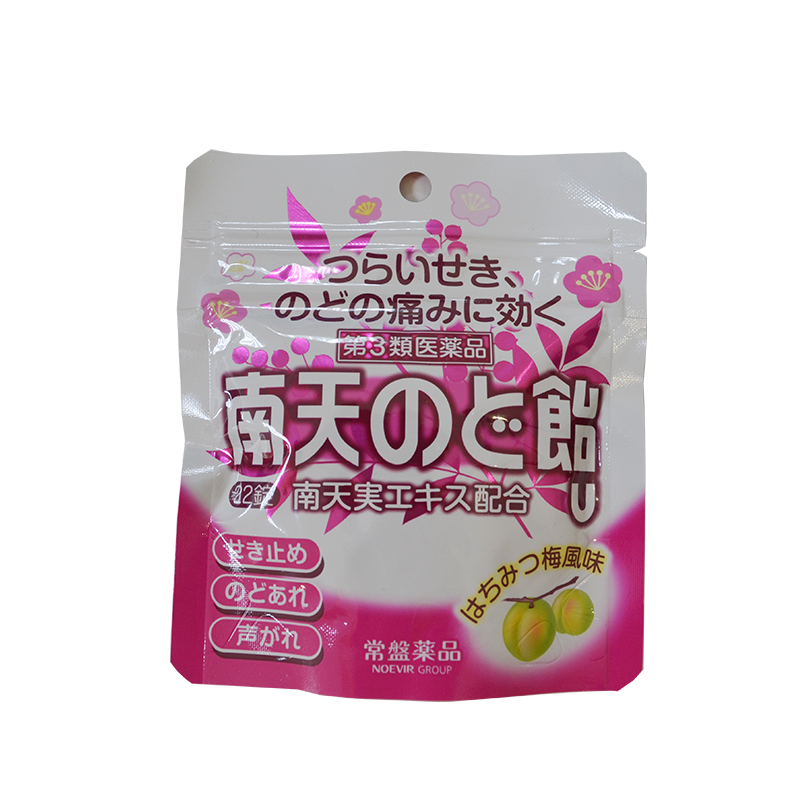 つらいせき、
のどの痛みに効く
第3類医薬品
南天のど飴U
22錠
南天実エキス配合
せき止め
のどあれ
声がれ
はちみつ梅風味
常盤薬品
NOEVIR GROUP